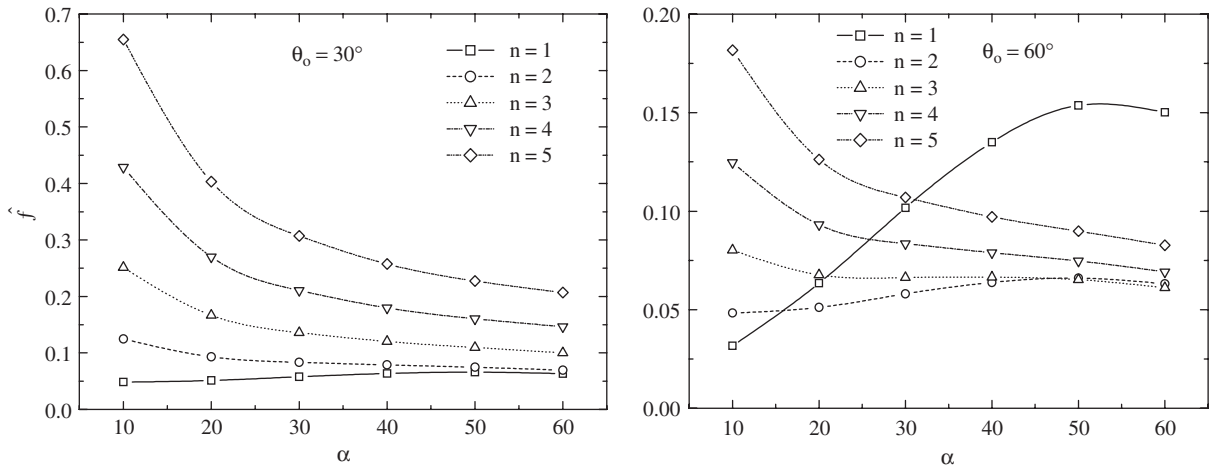 0.7
0.6
0.5
0.4
0.3
0.2
0.1
0.0
f̂
10 20 30 40 50 60
α
θo = 30°
n = 1
n = 2
n = 3
n = 4
n = 5
0.20
0.15
0.10
0.05
0.00
10 20 30 40 50 60
α
n = 1
n = 2
n = 3
n = 4
n = 5
θo = 60°